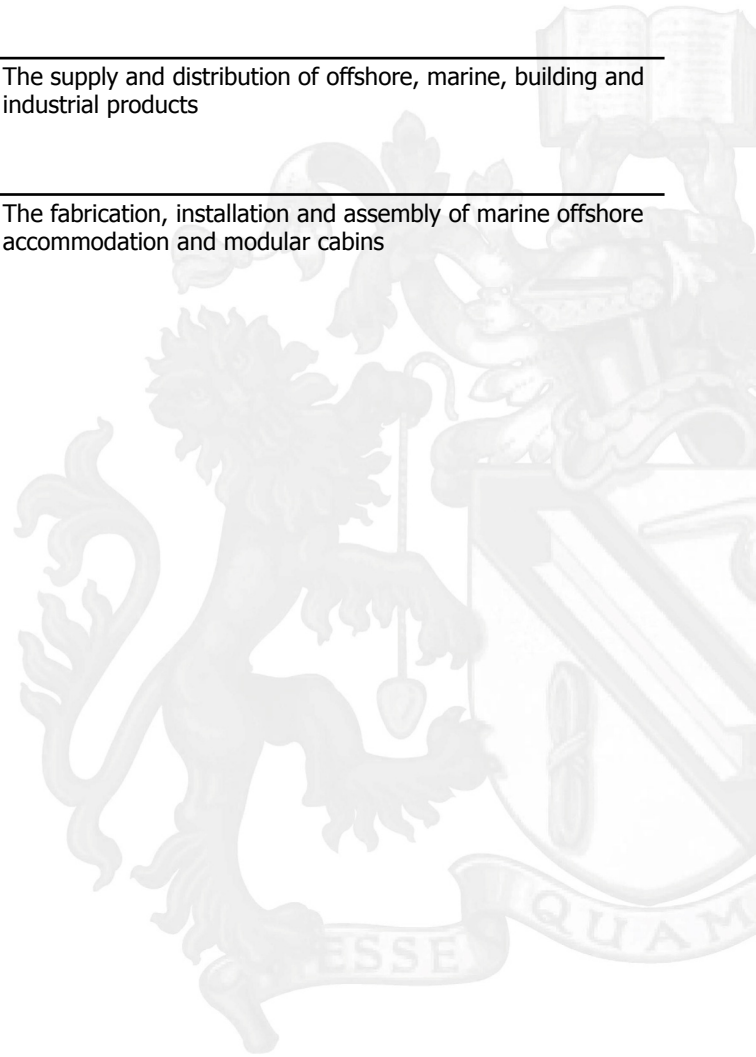 The supply and distribution of offshore, marine, building and
industrial products
The fabrication, installation and assembly of marine offshore
accommodation and modular cabins
ESSE
QUAM